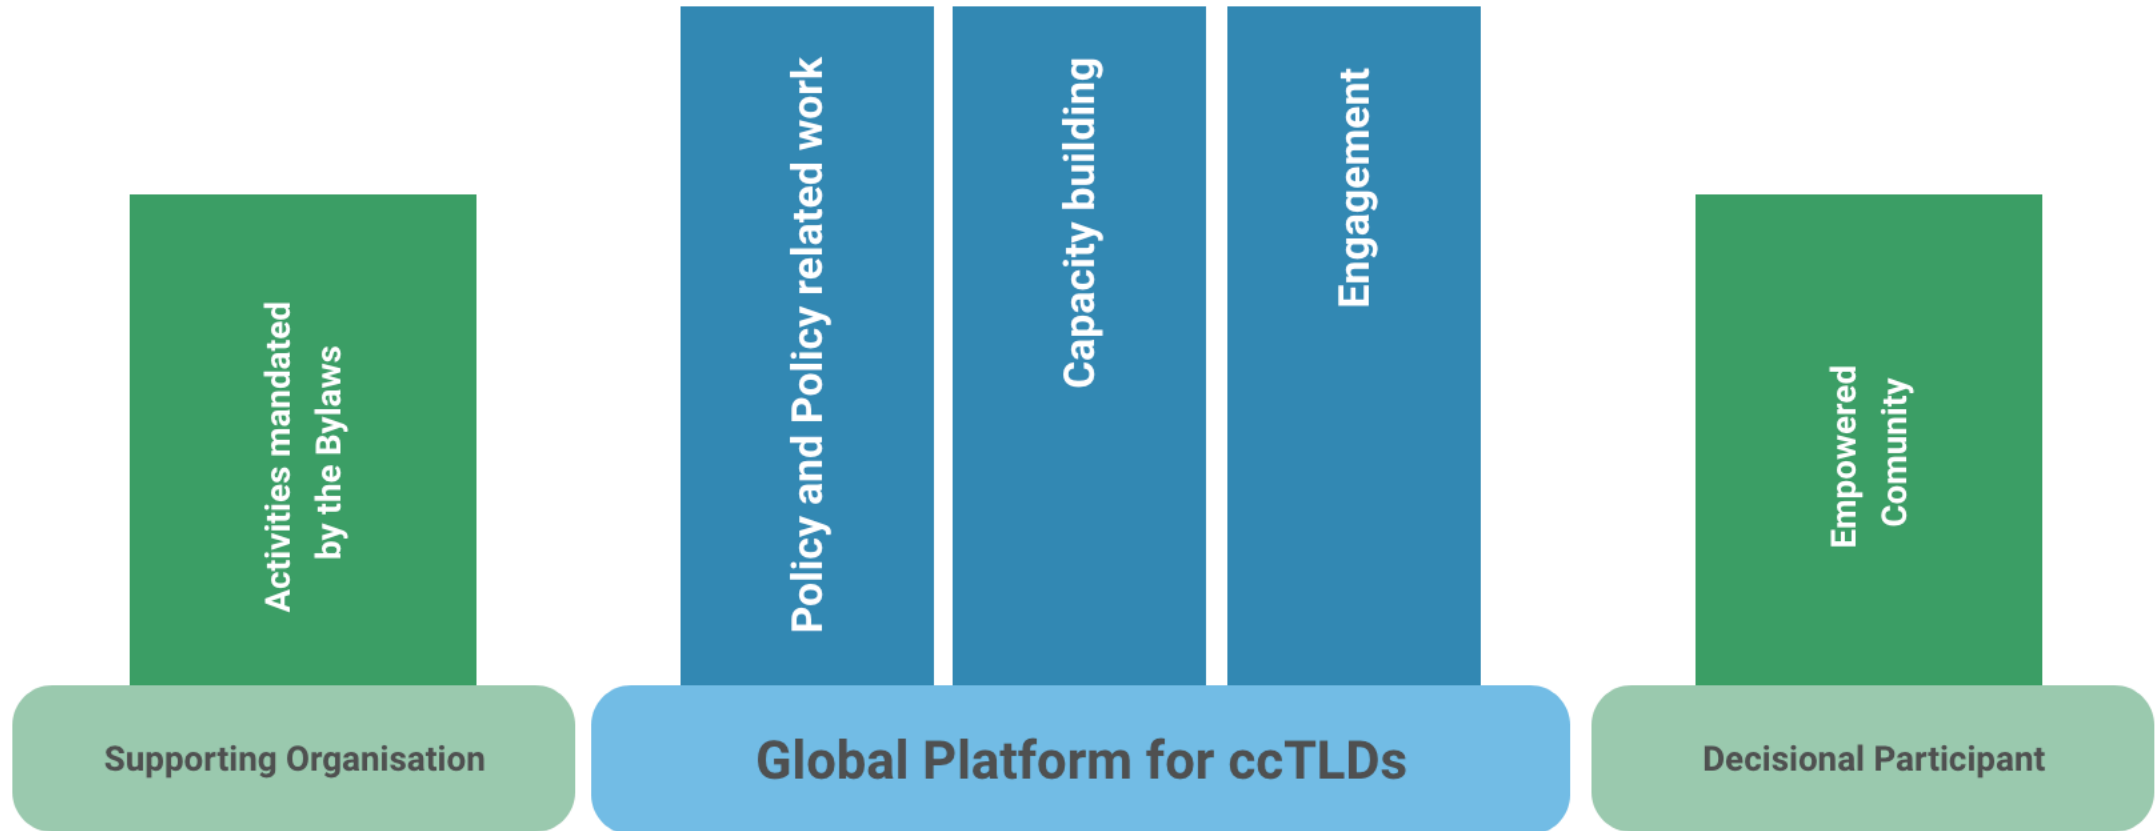 Activities mandated
by the Bylaws
Policy and Policy related work
Capacity building
Engagement
Empowered
Comunity
Supporting Organisation
Global Platform for ccTLDs
Decisional Participant